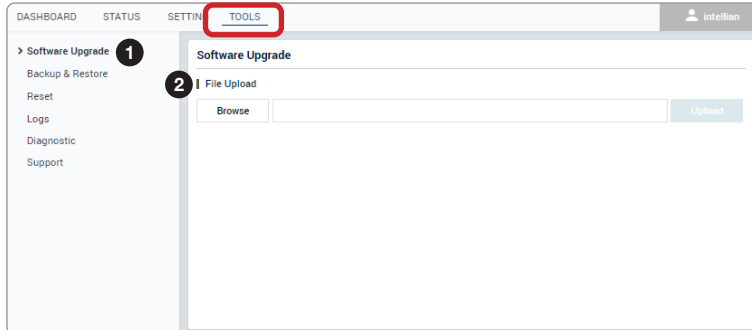 DASHBOARD STATUS SETTIN TOOLS intellian
Software Upgrade 1
Backup & Restore
Reset
Logs
Diagnostic
Support
Software Upgrade
2 File Upload
Browse Upload